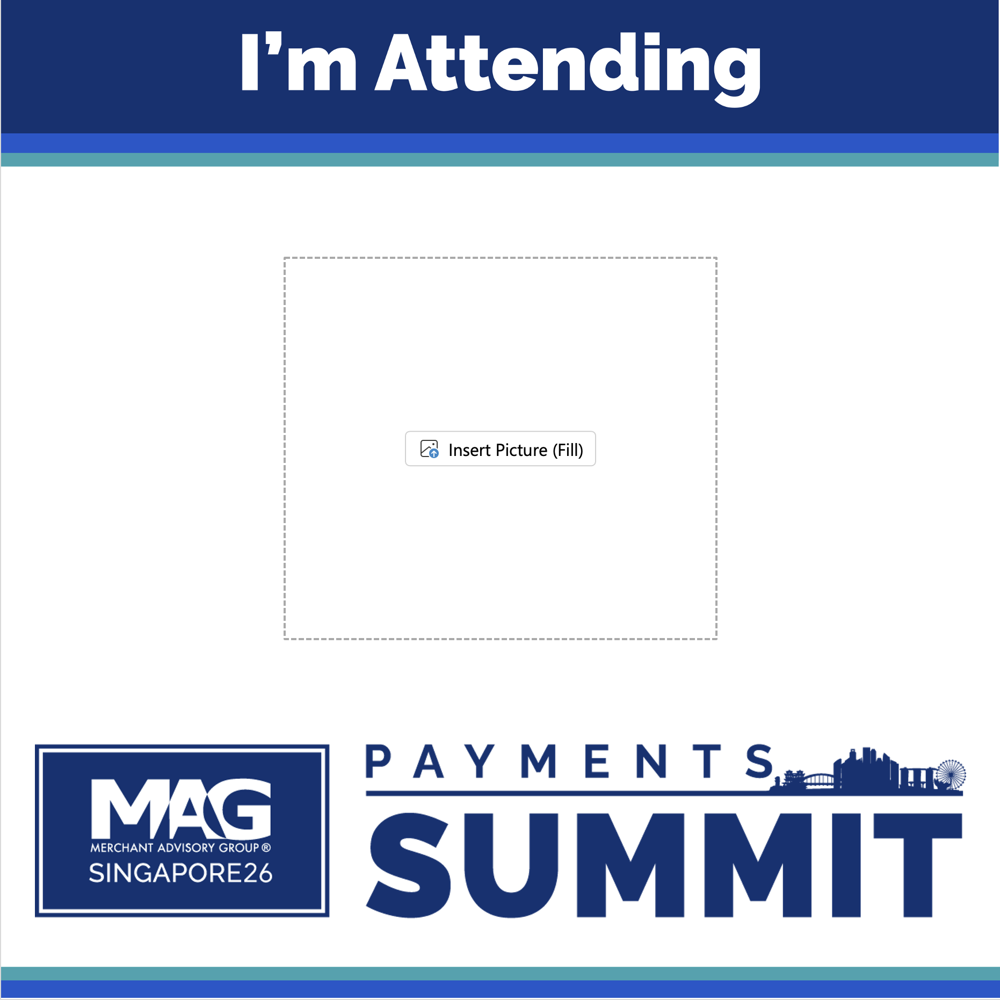 I’m Attending
Insert Picture (Fill)
MAG
MERCHANT ADVISORY GROUP®
SINGAPORE26
PAYMENTS
SUMMIT